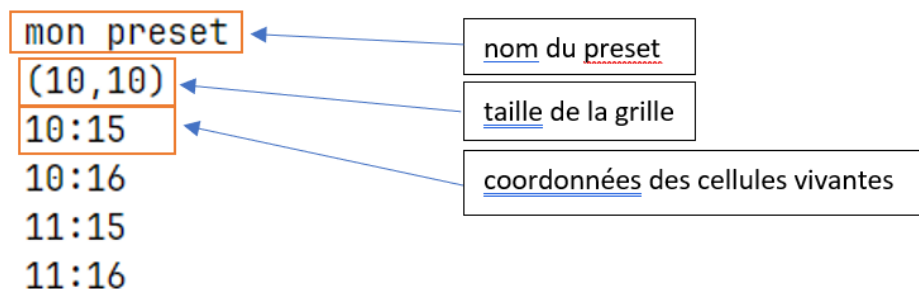 mon preset
(10,10)
10:15
10:16
11:15
11:16
nom du preset
taille de la grille
coordonnées des cellules vivantes